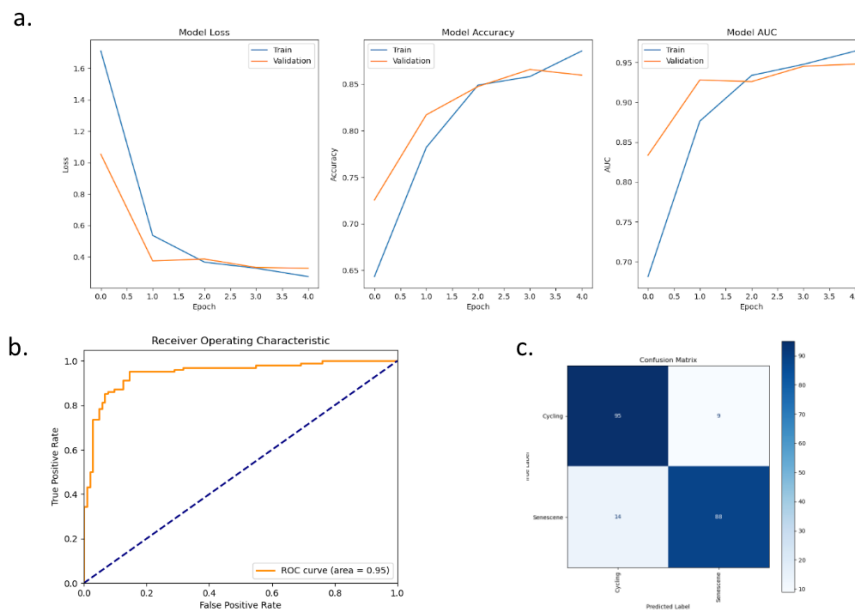 a.
Model Loss
Train
Validation
1.6
1.4
1.2
1.0
0.8
0.6
0.4
Loss
0.0 0.5 1.0 1.5 2.0 2.5 3.0 3.5 4.0
Epoch
Model Accuracy
Train
Validation
0.85
0.80
0.75
0.70
0.65
Accuracy
0.0 0.5 1.0 1.5 2.0 2.5 3.0 3.5 4.0
Epoch
Model AUC
Train
Validation
0.95
0.90
0.85
0.80
0.75
0.70
AUC
0.0 0.5 1.0 1.5 2.0 2.5 3.0 3.5 4.0
Epoch
b.
Receiver Operating Characteristic
1.0
0.8
0.6
0.4
0.2
0.0
True Positive Rate
ROC curve (area = 0.95)
0.0 0.2 0.4 0.6 0.8 1.0
False Positive Rate
c.
Confusion Matrix
Cycling
95 9
Senescene
14 88
Cycling
Senescene
Predicted Label
90
80
70
60
50
40
30
20
10